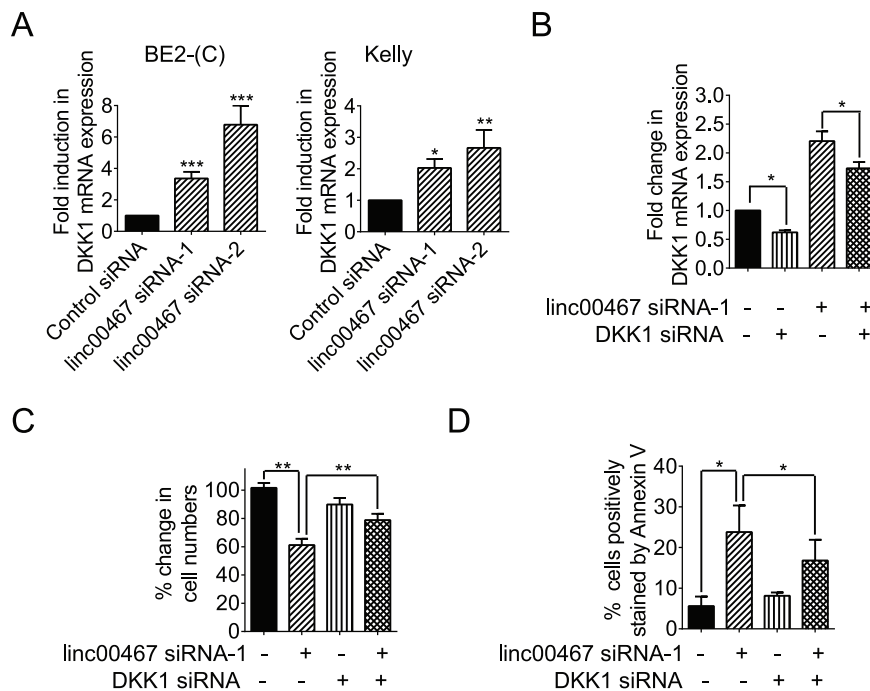 A
BE2-(C)
Fold induction in
DKK1 mRNA expression
8
6
4
2
0
***
***
Control siRNA
linc00467 siRNA-1
linc00467 siRNA-2
Kelly
Fold induction in
DKK1 mRNA expression
4
3
2
1
0
*
**
Control siRNA
linc00467 siRNA-1
linc00467 siRNA-2
B
Fold change in
DKK1 mRNA expression
2.5
2.0
1.5
1.0
0.5
0.0
*
*
linc00467 siRNA-1 - - + +
DKK1 siRNA - + - +
C
% change in
cell numbers
100
80
60
40
20
0
**
**
linc00467 siRNA-1 - + - +
DKK1 siRNA - - + +
D
% cells positively
stained by Annexin V
40
30
20
10
0
*
*
linc00467 siRNA-1 - + - +
DKK1 siRNA - - + +